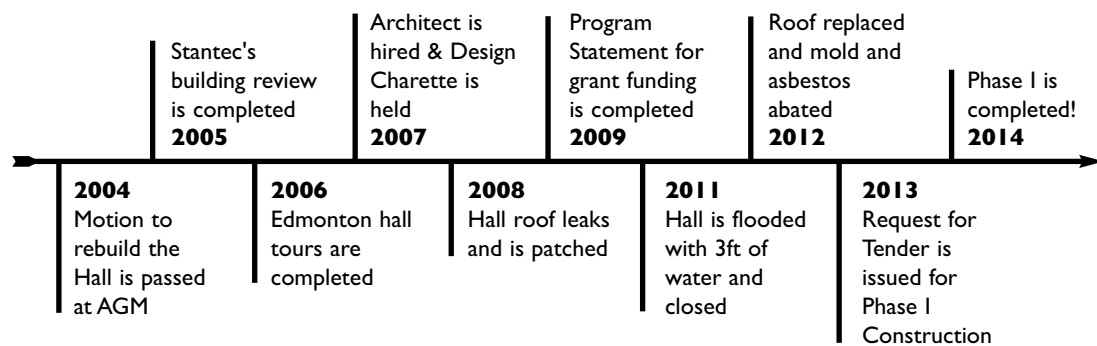 Stantec's
building review
is completed
2005
Architect is
hired & Design
Charette is
held
2007
Program
Statement for
grant funding
is completed
2009
Roof replaced
and mold and
asbestos
abated
2012
Phase I is
completed!
2014
2004
Motion to
rebuild the
Hall is passed
at AGM
2006
Edmonton hall
tours are
completed
2008
Hall roof leaks
and is patched
2011
Hall is flooded
with 3ft of
water and
closed
2013
Request for
Tender is
issued for
Phase I
Construction